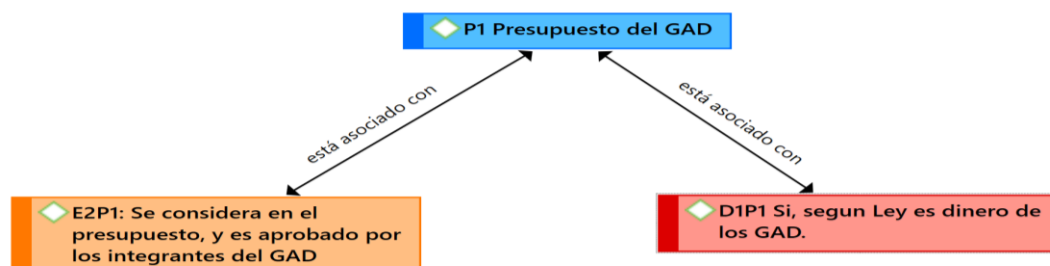 P1 Presupuesto del GAD
está asociado con
está asociado con
E2P1: Se considera en el
presupuesto, y es aprobado por
los integrantes del GAD
D1P1 Si, segun Ley es dinero de
los GAD.